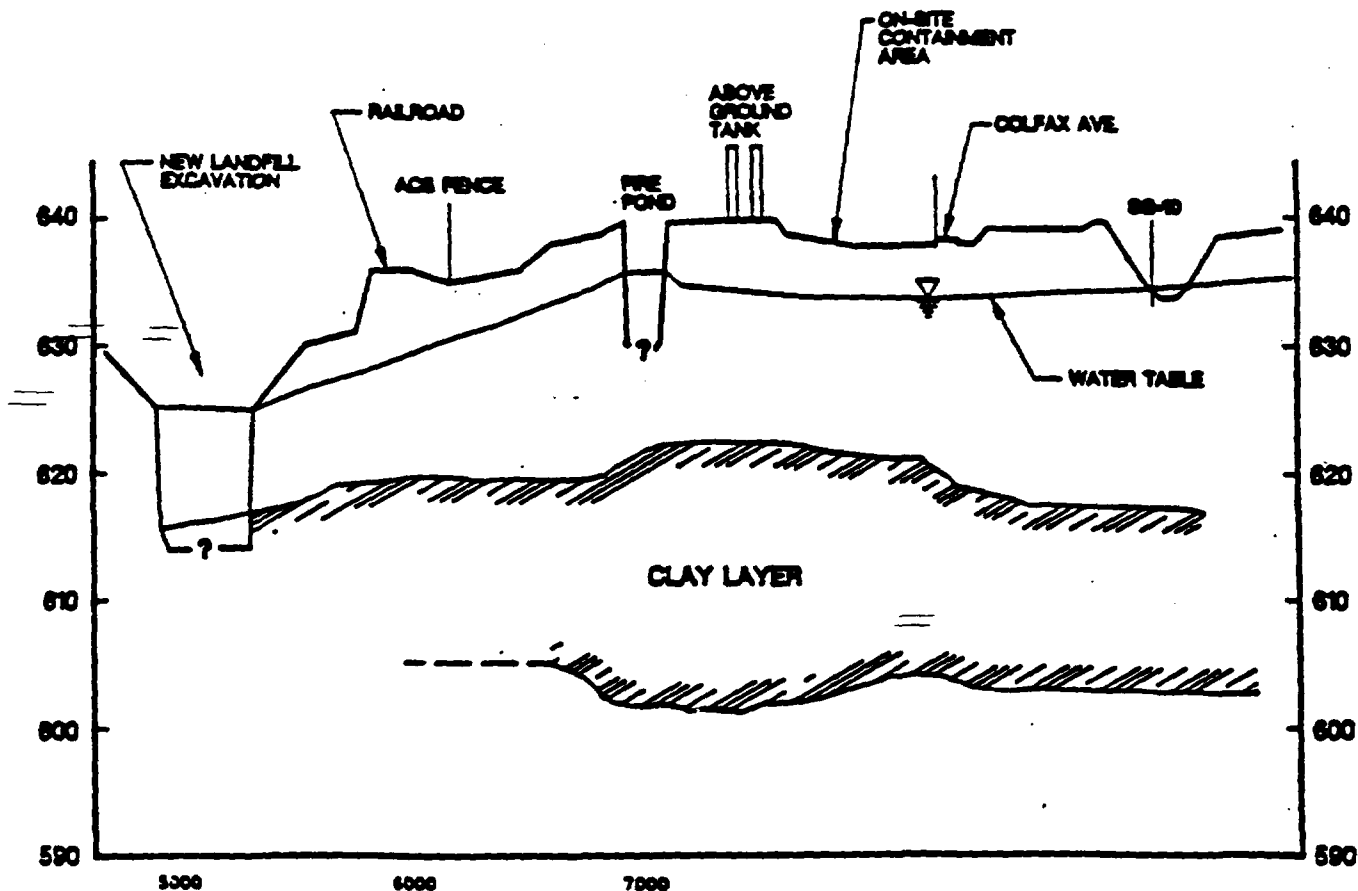 ON-SITE
CONTAINMENT
AREA
ABOVE
GROUND
TANK
RAILROAD
COLFAX AVE.
NEW LANDFILL
EXCAVATION
ACS FENCE
FIRE
POND
640
640
630
?
630
WATER TABLE
620
620
?
CLAY LAYER
610
610
600
600
590
590
5000
6000
7000